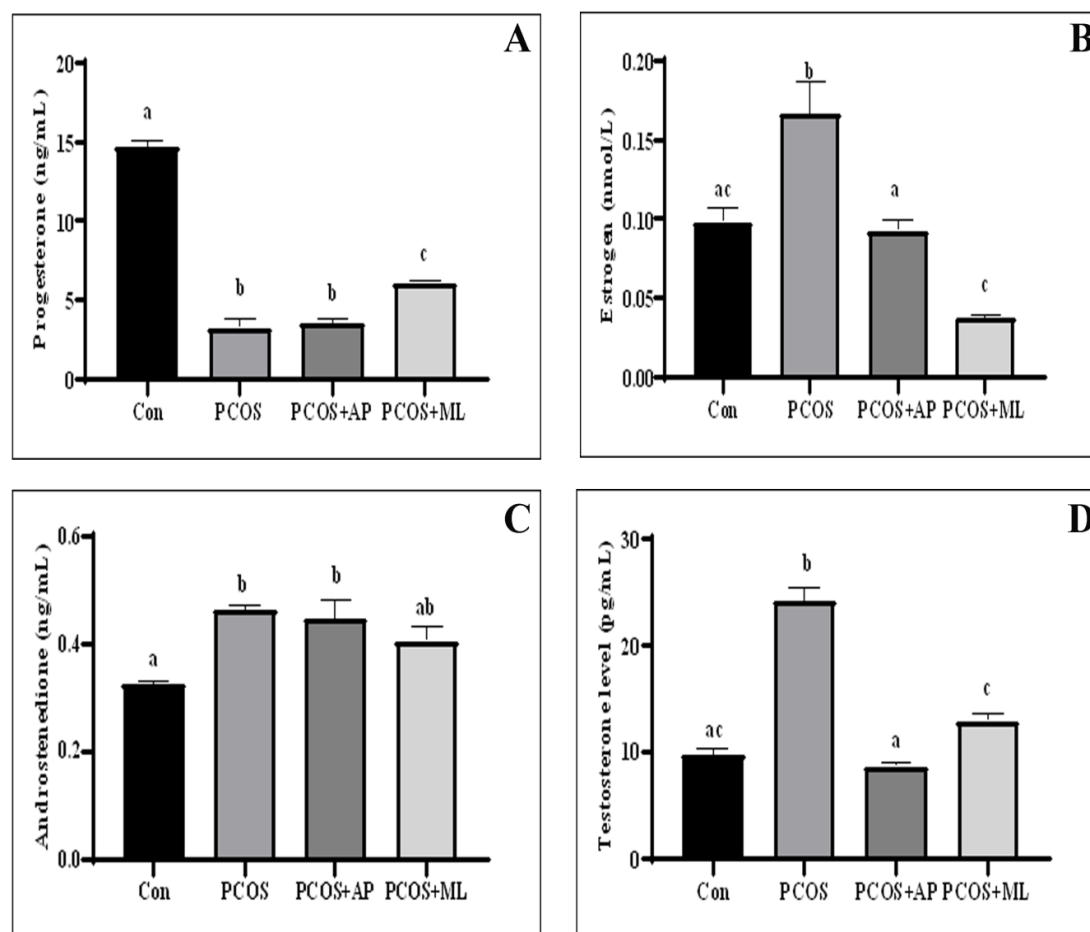 A
Progesterone (ng/mL)
20
15
10
5
0
a
b
b
c
Con PCOS PCOS+AP PCOS+ML
B
Estrogen (nmol/L)
0.20
0.15
0.10
0.05
0.00
ac
b
a
c
Con PCOS PCOS+AP PCOS+ML
C
Androstenedione (ng/mL)
0.6
0.4
0.2
0.0
a
b
b
ab
Con PCOS PCOS+AP PCOS+ML
D
Testosterone level (pg/mL)
30
20
10
0
ac
b
a
c
Con PCOS PCOS+AP PCOS+ML